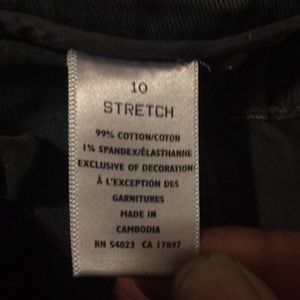 10
STRETCH
99% COTTON/COTON
1% SPANDEX/ÉLASTHANNE
EXCLUSIVE OF DECORATION
À L'EXCEPTION DES
GARNITURES
MADE IN
CAMBODIA
RN 54023 CA 17897